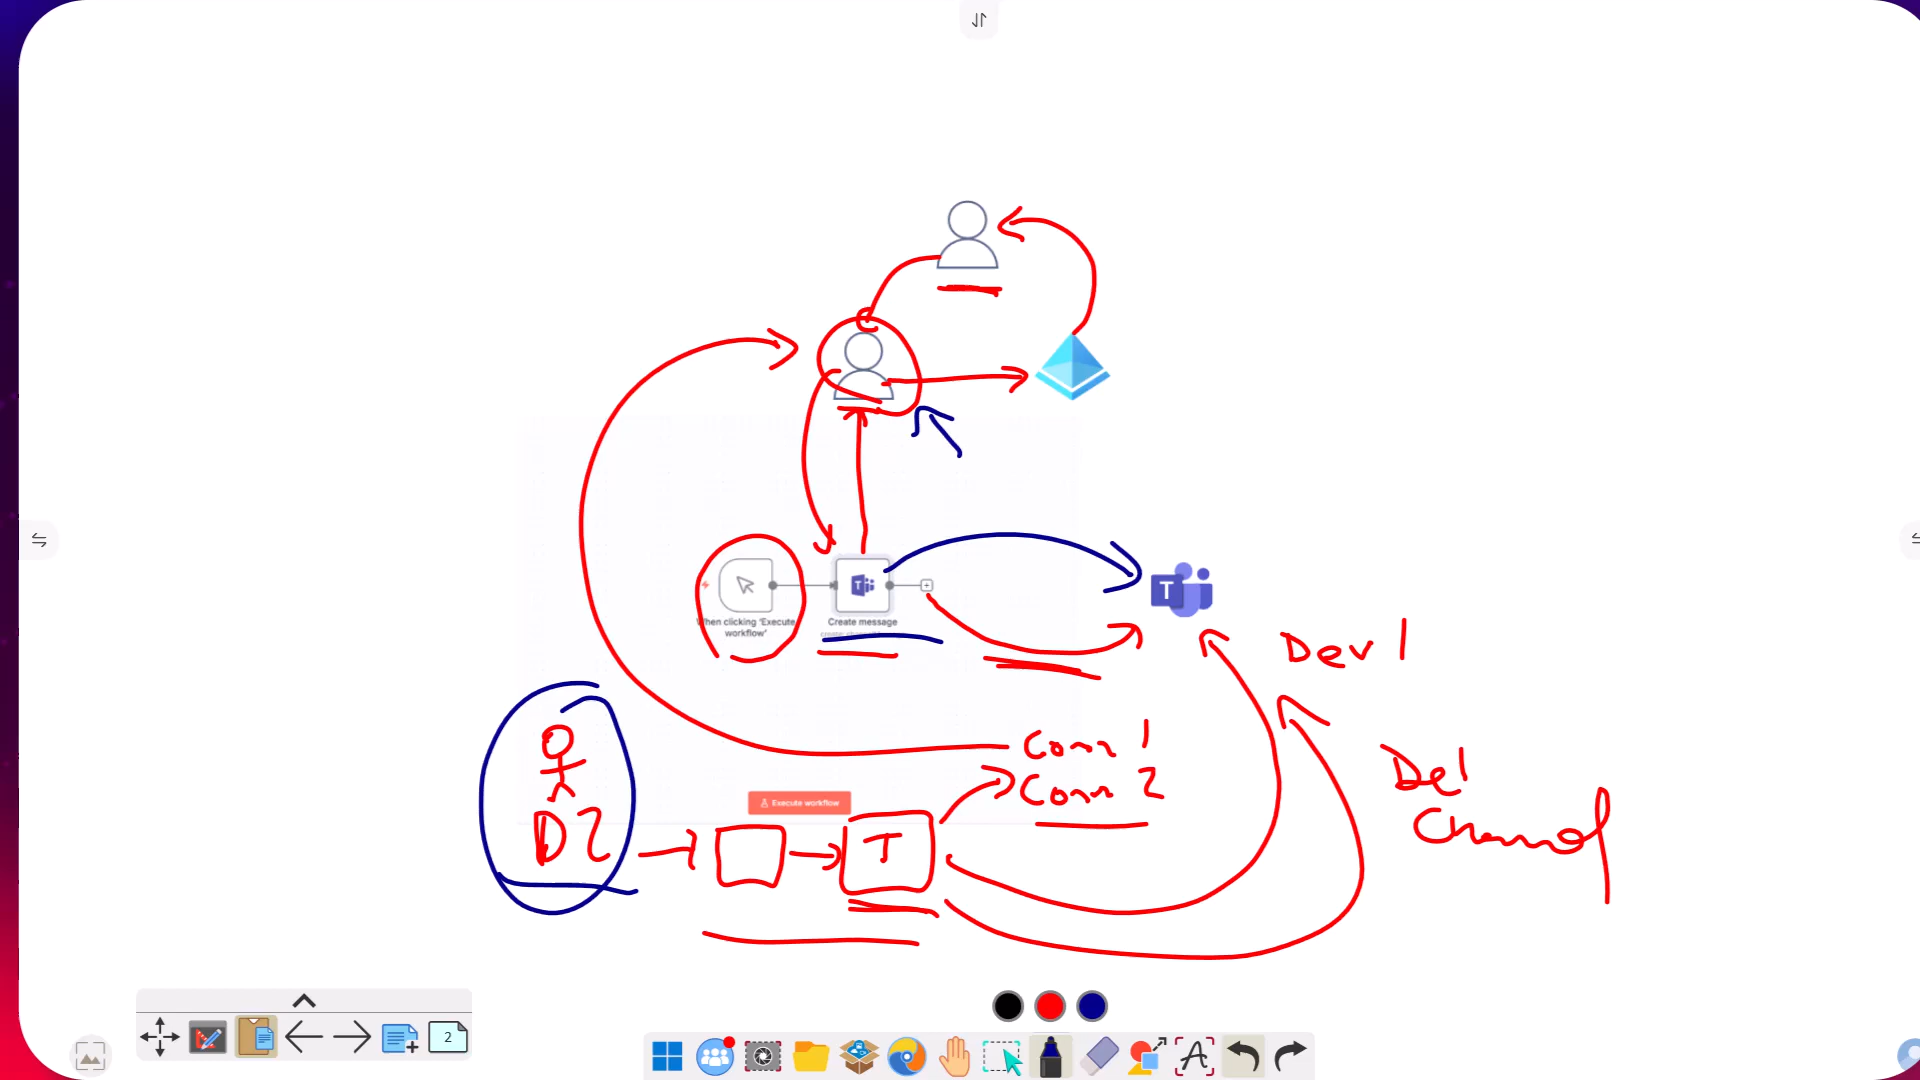 When clicking 'Execute
workflow'
Create message
T
Dev 1
Conn 1
Conn 2
Del
Channel
Execute workflow
D2
T
2